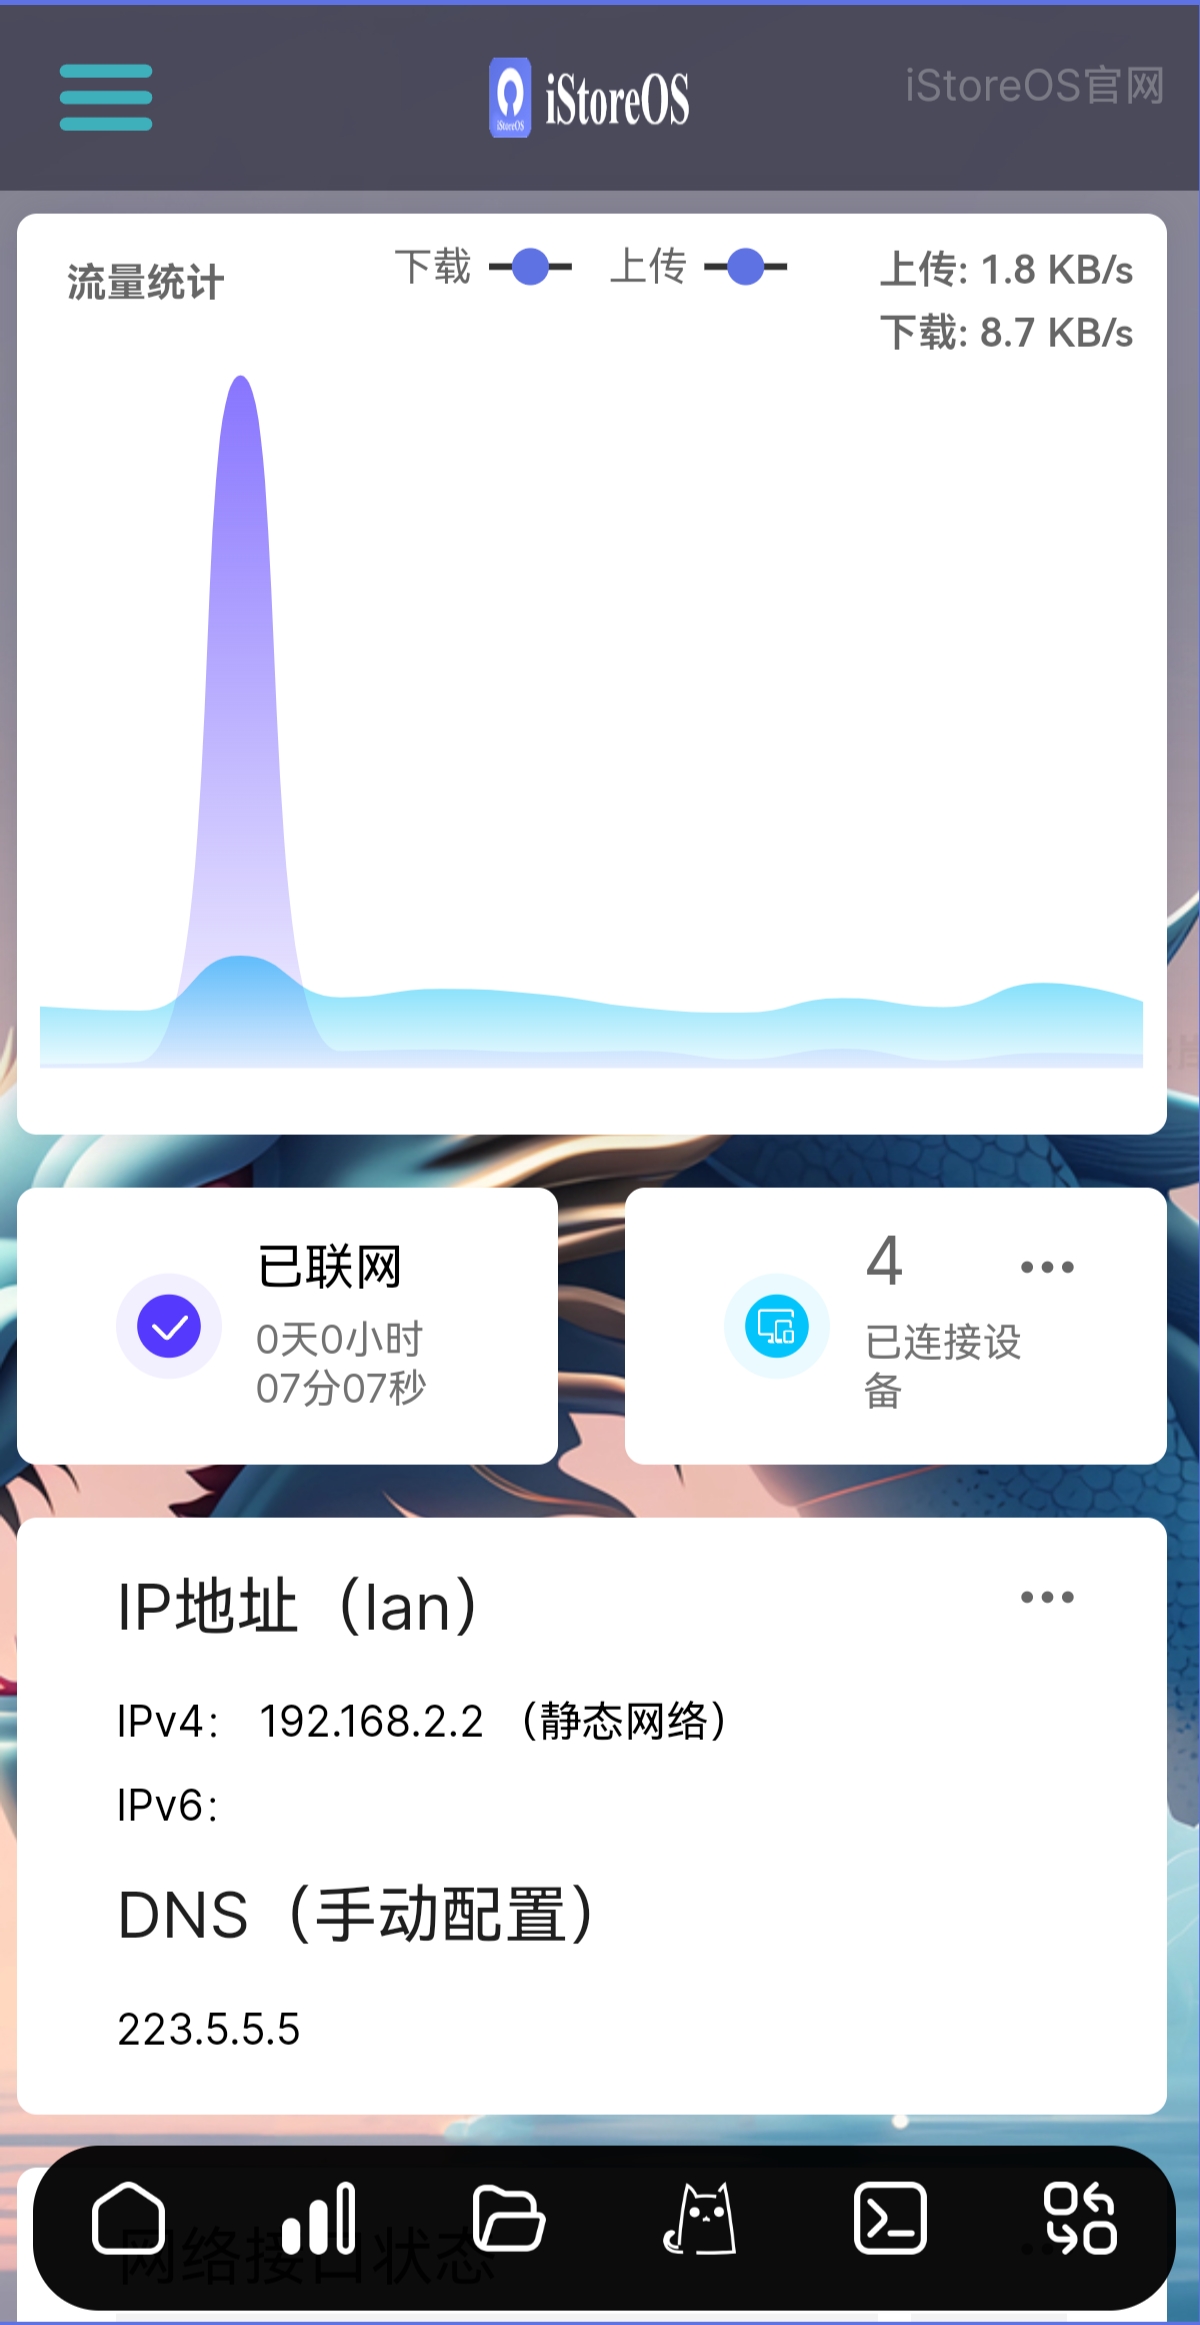 iStoreOS
iStoreOS
iStoreOS官网
流量统计
下载
上传
上传: 1.8 KB/s
下载: 8.7 KB/s
已联网
0天0小时
07分07秒
4
已连接设
备
IP地址（lan）
IPv4： 192.168.2.2 （静态网络）
IPv6：
DNS（手动配置）
223.5.5.5
网络接口状态